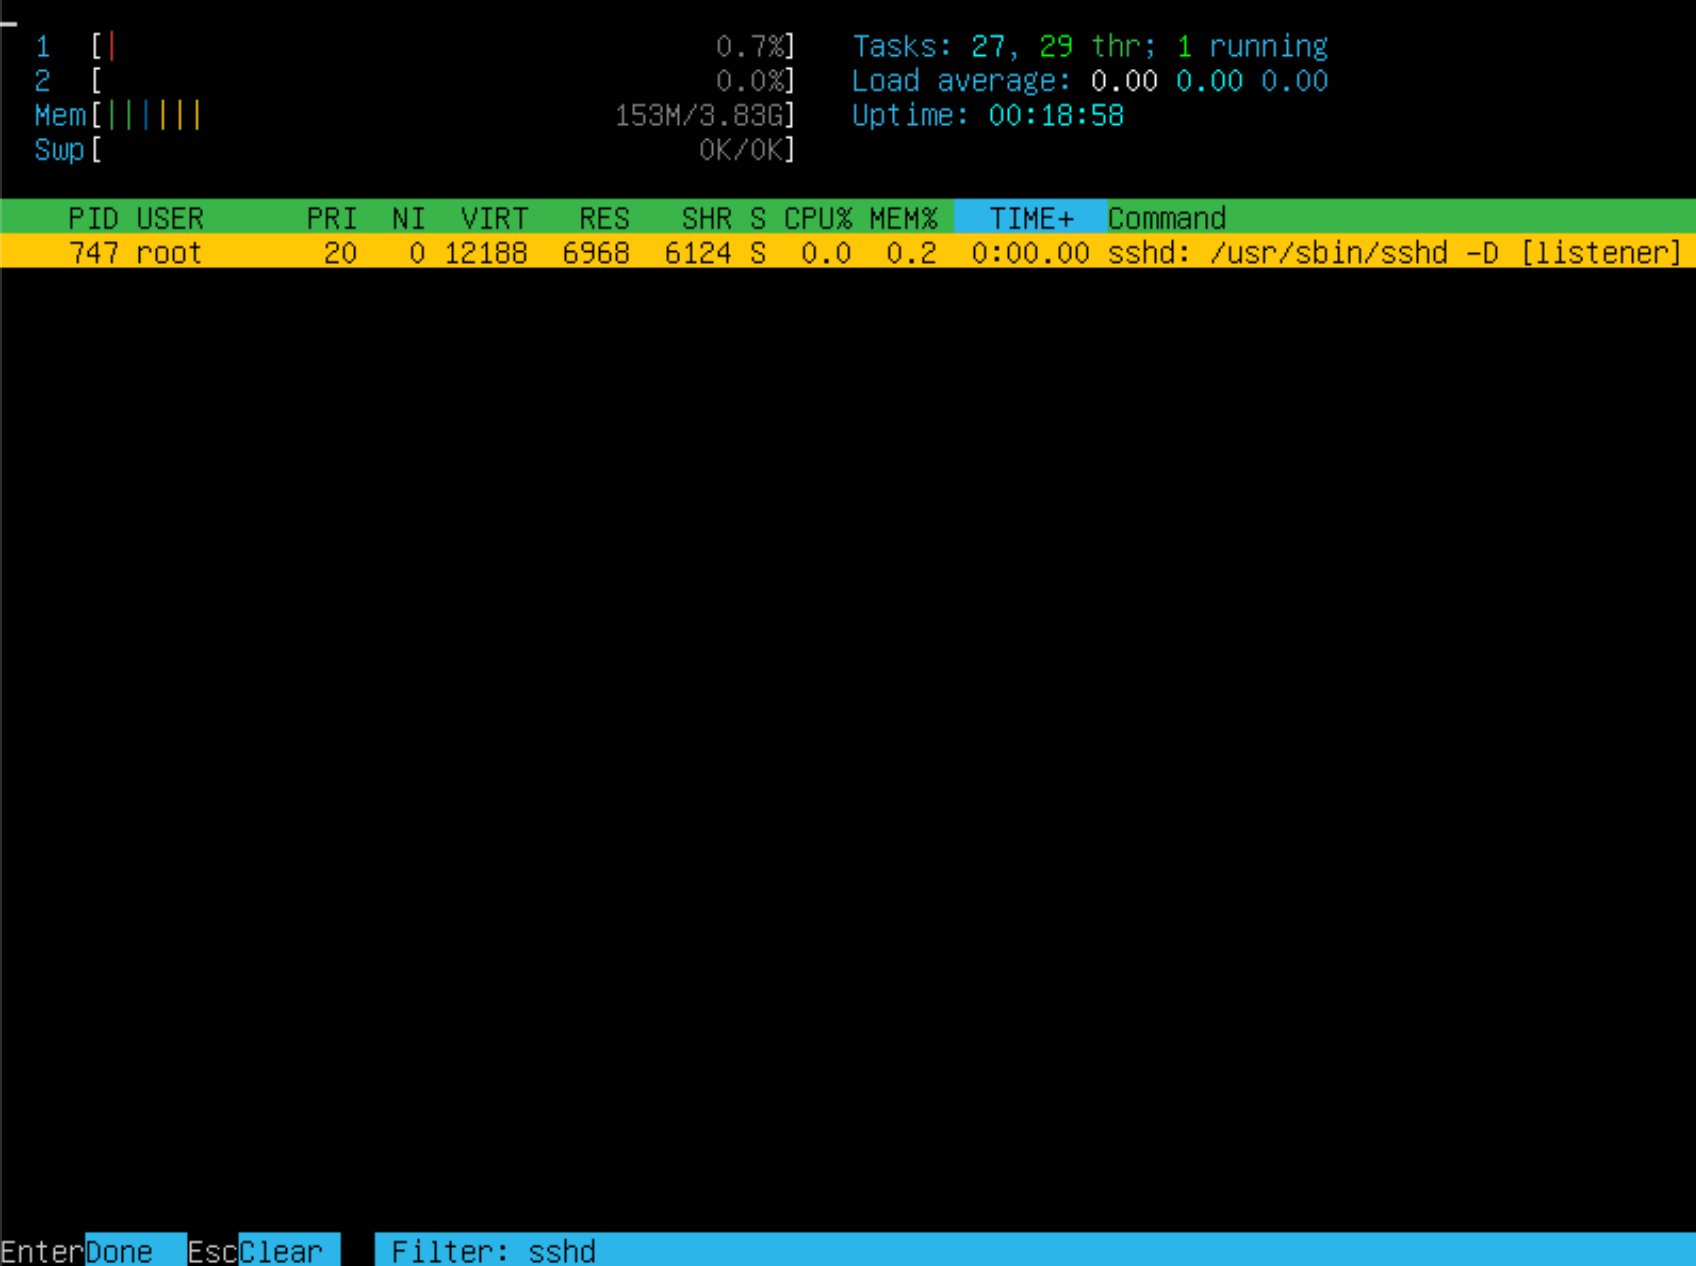 1 [| 0.7%] Tasks: 27, 29 thr; 1 running
2 [ 0.0%] Load average: 0.00 0.00 0.00
Mem[|||||| 153M/3.83G] Uptime: 00:18:58
Swp[ 0K/0K]
PID USER PRI NI VIRT RES SHR S CPU% MEM% TIME+ Command
747 root 20 0 12188 6968 6124 S 0.0 0.2 0:00.00 sshd: /usr/sbin/sshd -D [listener]
EnterDone EscClear Filter: sshd